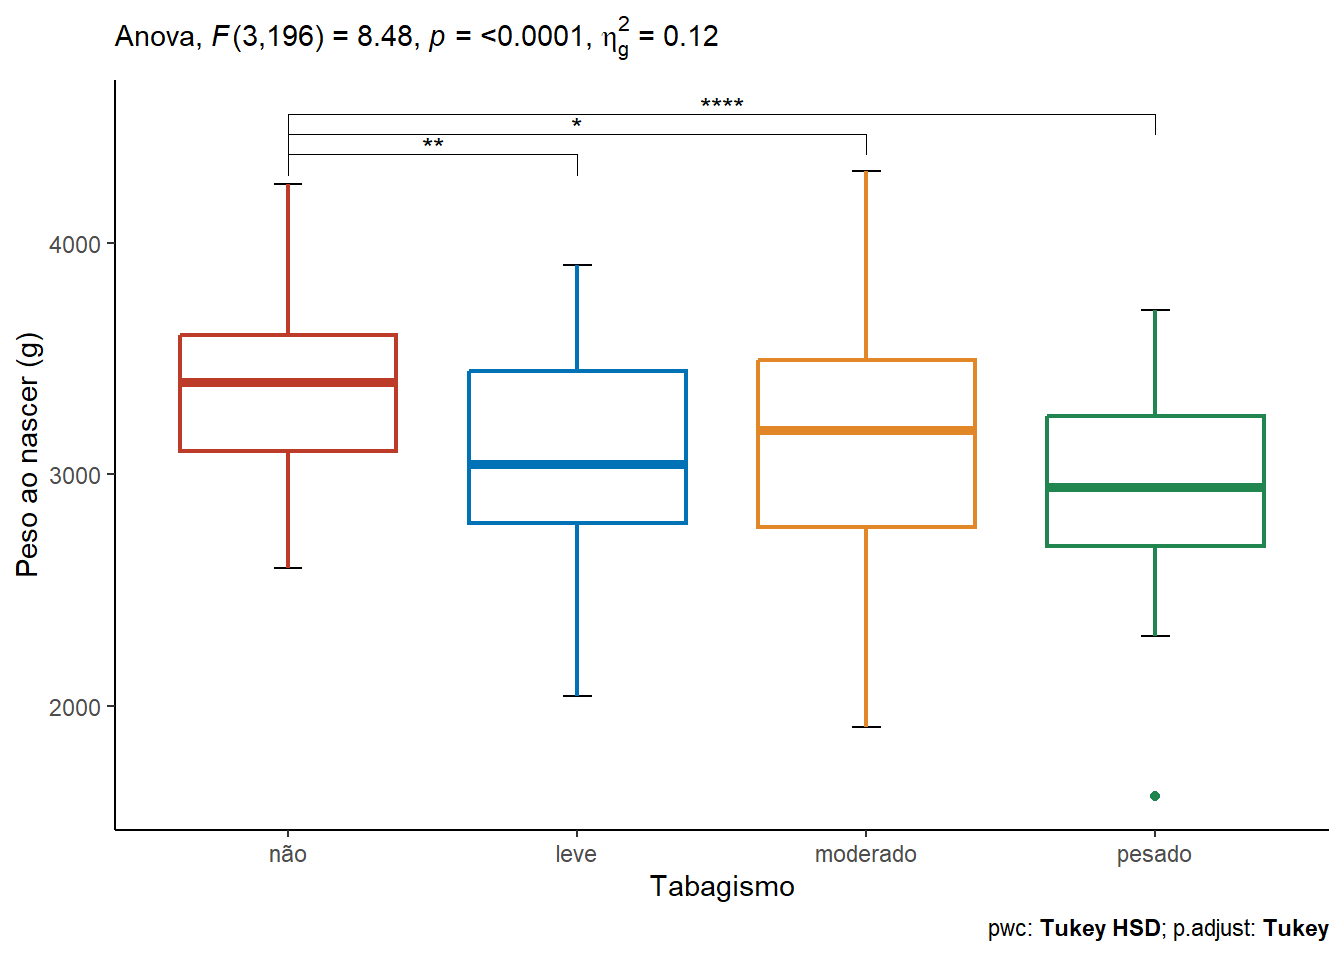 Anova, F(3,196) = 8.48, p = <0.0001, η²g = 0.12
****
*
**
Peso ao nascer (g)
4000
3000
2000
não leve moderado pesado
Tabagismo
pwc: Tukey HSD; p.adjust: Tukey